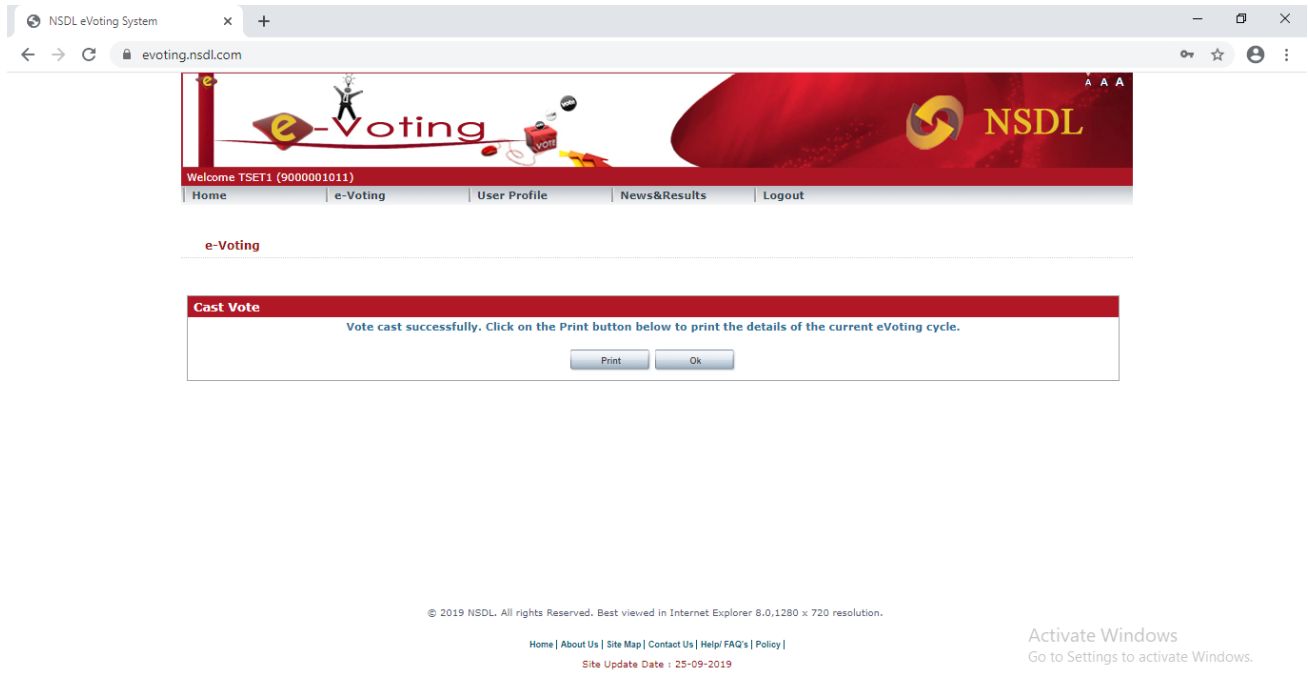 NSDL eVoting System
evoting.nsdl.com
e
A A A
e-Voting
VOTE
VOTE
NSDL
Welcome TSET1 (9000001011)
Home e-Voting User Profile News&Results Logout
e-Voting
Cast Vote
Vote cast successfully. Click on the Print button below to print the details of the current eVoting cycle.
Print Ok
© 2019 NSDL. All rights Reserved. Best viewed in Internet Explorer 8.0,1280 x 720 resolution.
Home | About Us | Site Map | Contact Us | Help/ FAQ's | Policy |
Site Update Date : 25-09-2019
Activate Windows
Go to Settings to activate Windows.